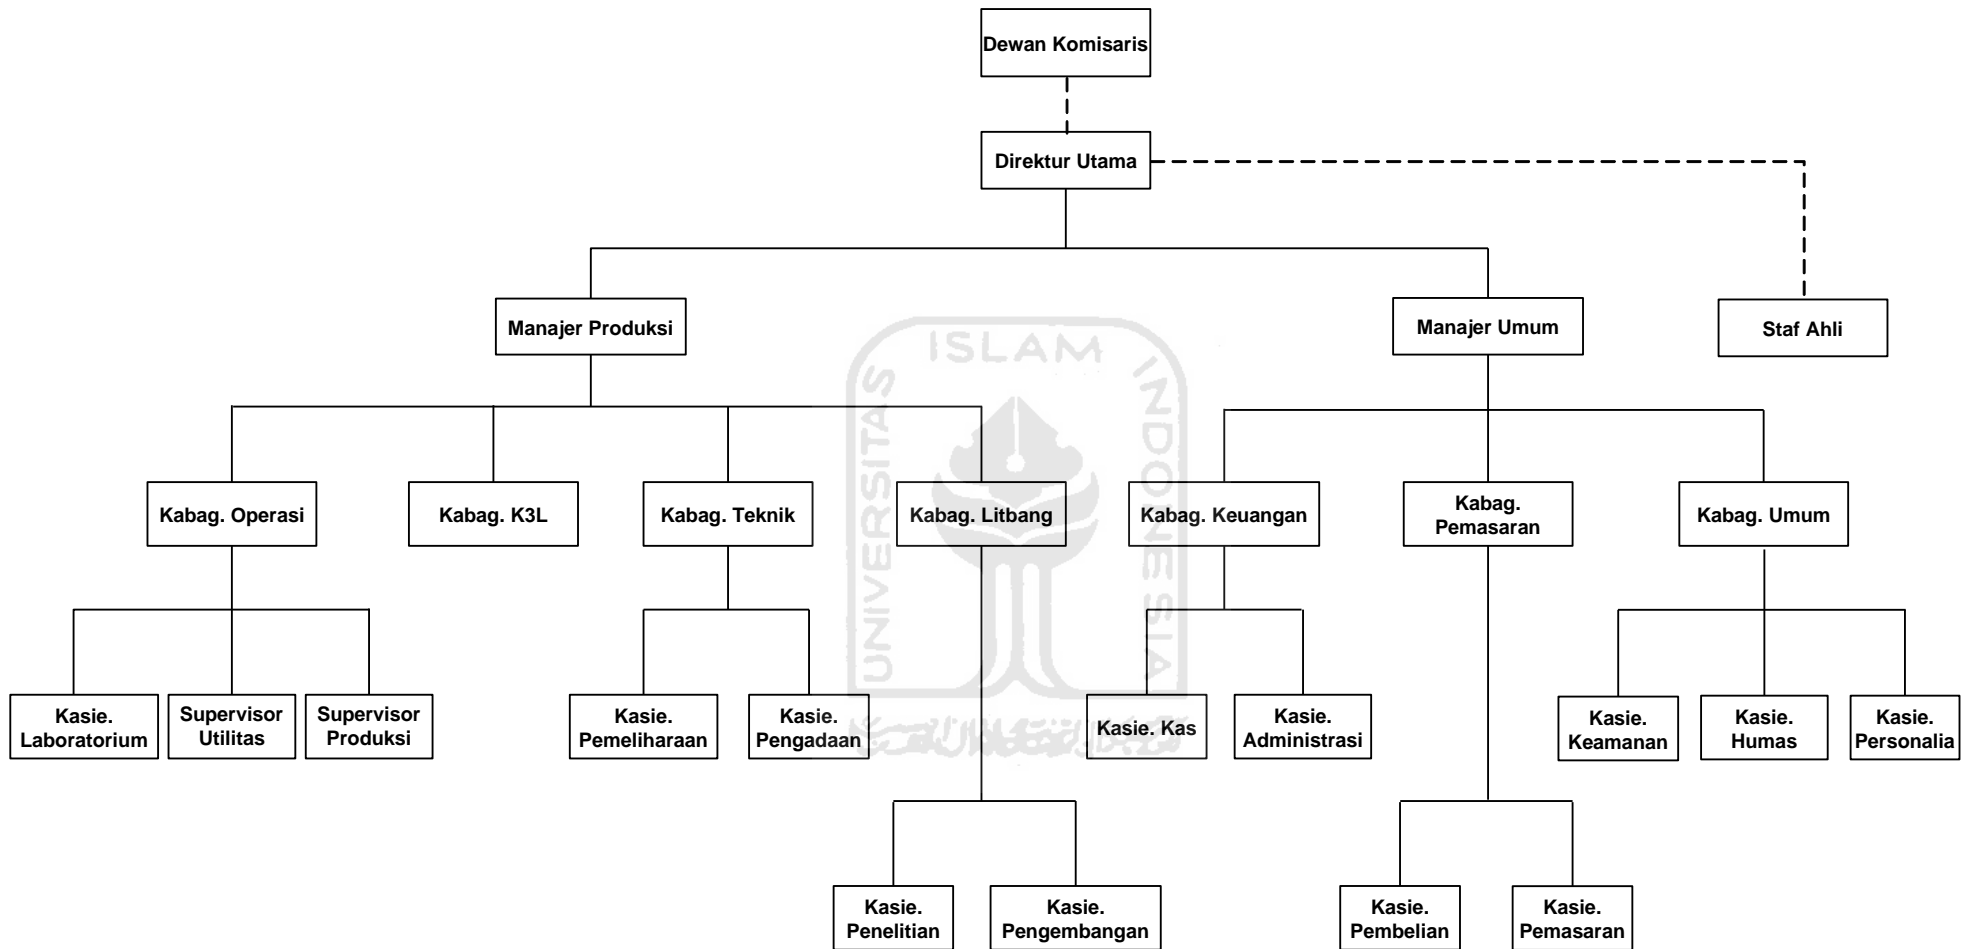 Dewan Komisaris
Direktur Utama
Manajer Produksi
Manajer Umum
Staf Ahli
ISLAM
UNIVERSITAS
INDONESIA
Kabag. Operasi
Kabag. K3L
Kabag. Teknik
Kabag. Litbang
Kabag. Keuangan
Kabag.
Pemasaran
Kabag. Umum
Kasie.
Laboratorium
Supervisor
Utilitas
Supervisor
Produksi
Kasie.
Pemeliharaan
Kasie.
Pengadaan
Kasie. Kas
Kasie.
Administrasi
Kasie.
Keamanan
Kasie.
Humas
Kasie.
Personalia
Kasie.
Penelitian
Kasie.
Pengembangan
Kasie.
Pembelian
Kasie.
Pemasaran